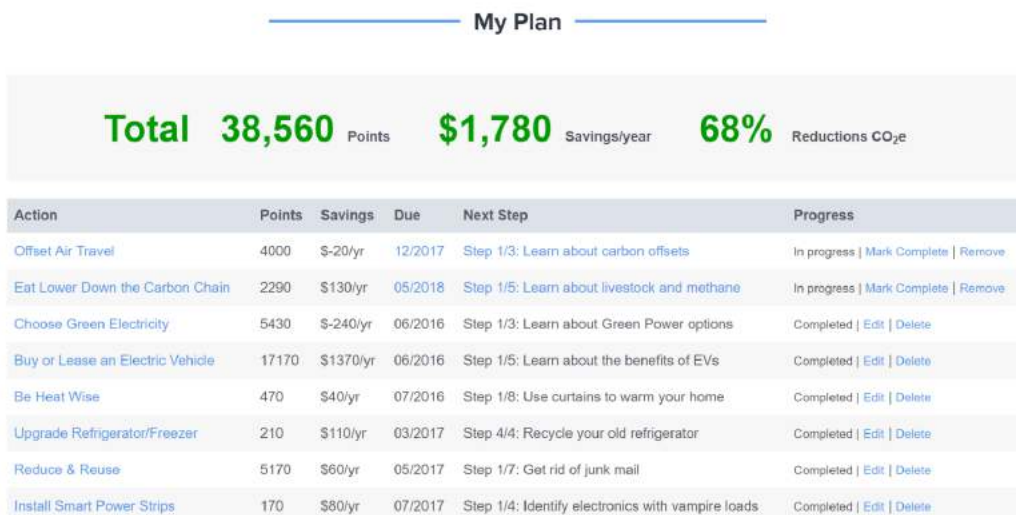 My Plan
Total 38,560 Points $1,780 Savings/year 68% Reductions CO₂e
Action Points Savings Due Next Step Progress
Offset Air Travel 4000 $-20/yr 12/2017 Step 1/3: Learn about carbon offsets In progress | Mark Complete | Remove
Eat Lower Down the Carbon Chain 2290 $130/yr 05/2018 Step 1/5: Learn about livestock and methane In progress | Mark Complete | Remove
Choose Green Electricity 5430 $-240/yr 06/2016 Step 1/3: Learn about Green Power options Completed | Edit | Delete
Buy or Lease an Electric Vehicle 17170 $1370/yr 06/2016 Step 1/5: Learn about the benefits of EVs Completed | Edit | Delete
Be Heat Wise 470 $40/yr 07/2016 Step 1/8: Use curtains to warm your home Completed | Edit | Delete
Upgrade Refrigerator/Freezer 210 $110/yr 03/2017 Step 4/4: Recycle your old refrigerator Completed | Edit | Delete
Reduce & Reuse 5170 $60/yr 05/2017 Step 1/7: Get rid of junk mail Completed | Edit | Delete
Install Smart Power Strips 170 $80/yr 07/2017 Step 1/4: Identify electronics with vampire loads Completed | Edit | Delete